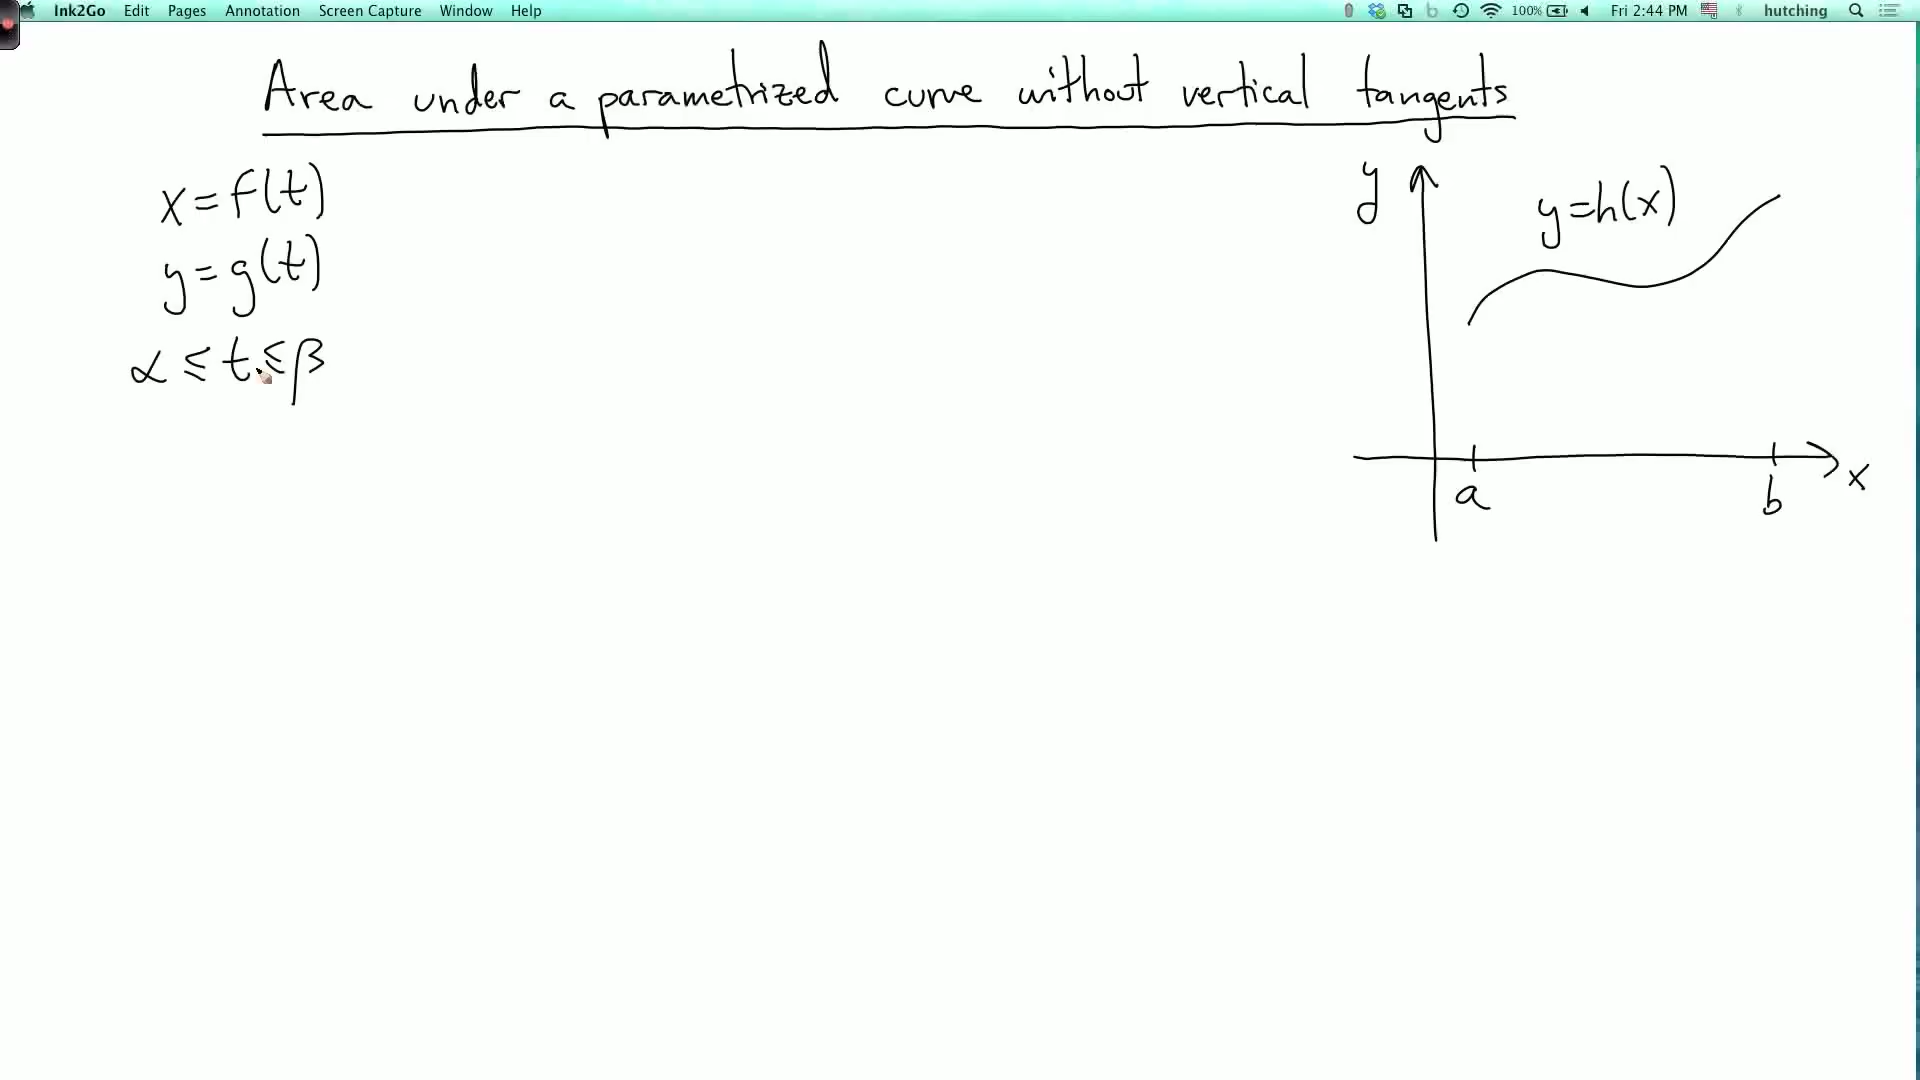 Ink2Go Edit Pages Annotation Screen Capture Window Help 100% Fri 2:44 PM hutching
Area under a parametrized curve without vertical tangents
x = f(t)
y = g(t)
α ≤ t ≤ β
y
y=h(x)
x
a
b